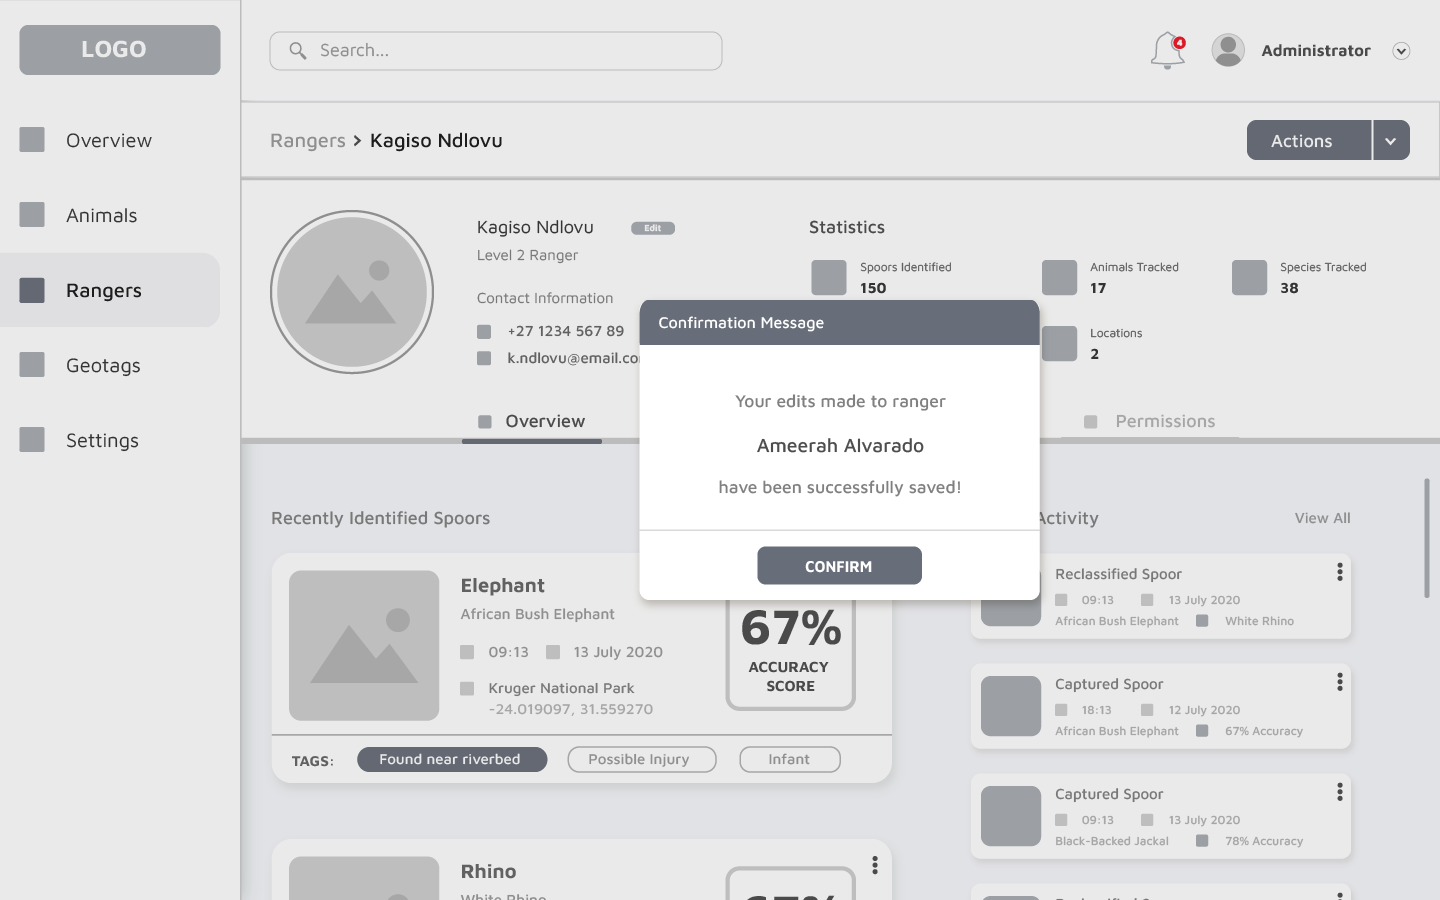 LOGO
Search...
4
Administrator
Overview
Animals
Rangers
Geotags
Settings
Rangers > Kagiso Ndlovu
Actions
Kagiso Ndlovu
Edit
Level 2 Ranger
Contact Information
+27 1234 567 89
k.ndlovu@email.co
Statistics
Spoors Identified
150
Animals Tracked
17
Species Tracked
38
Locations
2
Overview
Permissions
Confirmation Message
Your edits made to ranger
Ameerah Alvarado
have been successfully saved!
CONFIRM
Recently Identified Spoors
Elephant
African Bush Elephant
09:13
13 July 2020
Kruger National Park
-24.019097, 31.559270
67%
ACCURACY
SCORE
TAGS:
Found near riverbed
Possible Injury
Infant
Rhino
White Rhino
67%
Activity
View All
Reclassified Spoor
09:13
13 July 2020
African Bush Elephant
White Rhino
Captured Spoor
18:13
12 July 2020
African Bush Elephant
67% Accuracy
Captured Spoor
09:13
13 July 2020
Black-Backed Jackal
78% Accuracy